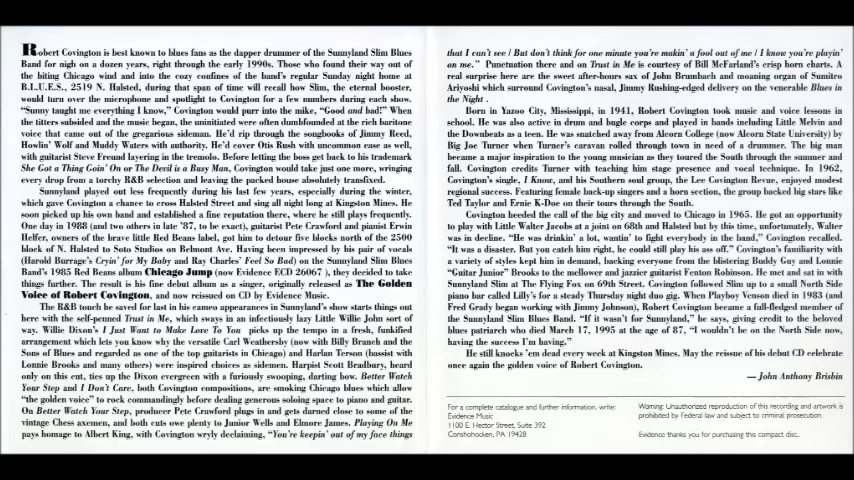 Robert Covington is best known to blues fans as the dapper drummer of the Sunnyland Slim Blues
Band for nigh on a dozen years, right through the early 1990s. Those who found their way out of
the biting Chicago wind and into the cozy confines of the band's regular Sunday night home at
B.L.U.E.S., 2519 N. Halsted, during that span of time will recall how Slim, the eternal booster,
would turn over the microphone and spotlight to Covington for a few numbers during each show.
"Sunny taught me everything I know," Covington would purr into the mike, "Good and bad!" When
the titters subsided and the music began, the uninitiated were often dumbfounded at the rich baritone
voice that came out of the gregarious sideman. He'd rip through the songbooks of Jimmy Reed,
Howlin' Wolf and Muddy Waters with authority. He'd cover Otis Rush with uncommon ease as well,
with guitarist Steve Freund layering in the tremolo. Before letting the boss get back to his trademark
She Got a Thing Goin' On or The Devil is a Busy Man, Covington would take just one more, wringing
every drop from a torchy R&B selection and leaving the packed house absolutely transfixed.
Sunnyland played out less frequently during his last few years, especially during the winter,
which gave Covington a chance to cross Halsted Street and sing all night long at Kingston Mines. He
soon picked up his own band and established a fine reputation there, where he still plays frequently.
One day in 1988 (and two others in late '87, to be exact), guitarist Pete Crawford and pianist Erwin
Helfer, owners of the brave little Red Beans label, got him to detour five blocks north of the 2500
block of N. Halsted to Soto Studios on Belmont Ave. Having been impressed by his pair of vocals
(Harold Burrage's Cryin' for My Baby and Ray Charles' Feel So Bad) on the Sunnyland Slim Blues
Band's 1985 Red Beans album Chicago Jump (now Evidence ECD 26067 ), they decided to take
things further. The result is his fine debut album as a singer, originally released as The Golden
Voice of Robert Covington, and now reissued on CD by Evidence Music.
The R&B touch he saved for last in his cameo appearances in Sunnyland's show starts things out
here with the self-penned Trust in Me, which sways in an infectiously lazy Little Willie John sort of
way. Willie Dixon's I Just Want to Make Love To You picks up the tempo in a fresh, funkified
arrangement which lets you know why the versatile Carl Weathersby (now with Billy Branch and the
Sons of Blues and regarded as one of the top guitarists in Chicago) and Harlan Terson (bassist with
Lonnie Brooks and many others) were inspired choices as sidemen. Harpist Scott Bradbury, heard
only on this cut, ties up the Dixon evergreen with a furiously swooping, darting bow. Better Watch
Your Step and I Don't Care, both Covington compositions, are smoking Chicago blues which allow
"the golden voice" to rock commandingly before dealing generous soloing space to piano and guitar.
On Better Watch Your Step, producer Pete Crawford plugs in and gets darned close to some of the
vintage Chess axemen, and both cuts owe plenty to Junior Wells and Elmore James. Playing On Me
pays homage to Albert King, with Covington wryly declaiming, "You're keepin' out of my face things
that I can't see / But don't think for one minute you're makin' a fool out of me / I know you're playin'
on me." Punctuation there and on Trust in Me is courtesy of Bill McFarland's crisp horn charts. A
real surprise here are the sweet after-hours sax of John Brumbach and moaning organ of Sumitro
Ariyoshi which surround Covington's nasal, Jimmy Rushing-edged delivery on the venerable Blues in
the Night .
Born in Yazoo City, Mississippi, in 1941, Robert Covington took music and voice lessons in
school. He was also active in drum and bugle corps and played in bands including Little Melvin and
the Downbeats as a teen. He was snatched away from Alcorn College (now Alcorn State University) by
Big Joe Turner when Turner's caravan rolled through town in need of a drummer. The big man
became a major inspiration to the young musician as they toured the South through the summer and
fall. Covington credits Turner with teaching him stage presence and vocal technique. In 1962,
Covington's single, I Know, and his Southern soul group, the Lee Covington Revue, enjoyed modest
regional success. Featuring female back-up singers and a horn section, the group backed big stars like
Ted Taylor and Ernie K-Doe on their tours through the South.
Covington heeded the call of the big city and moved to Chicago in 1965. He got an opportunity
to play with Little Walter Jacobs at a joint on 68th and Halsted but by this time, unfortunately, Walter
was in decline. "He was drinkin' a lot, wantin' to fight everybody in the band," Covington recalled.
"It was a disaster. But you catch him right, he could still play his ass off." Covington's familiarity with
a variety of styles kept him in demand, backing everyone from the blistering Buddy Guy and Lonnie
"Guitar Junior" Brooks to the mellower and jazzier guitarist Fenton Robinson. He met and sat in with
Sunnyland Slim at The Flying Fox on 69th Street. Covington followed Slim up to a small North Side
piano bar called Lilly's for a steady Thursday night duo gig. When Playboy Venson died in 1983 (and
Fred Grady began working with Jimmy Johnson), Robert Covington became a full-fledged member of
the Sunnyland Slim Blues Band. "If it wasn't for Sunnyland," he says, giving credit to the beloved
blues patriarch who died March 17, 1995 at the age of 87, "I wouldn't be on the North Side now,
having the success I'm having."
He still knocks 'em dead every week at Kingston Mines. May the reissue of his debut CD celebrate
once again the golden voice of Robert Covington.
— John Anthony Brisbin
For a complete catalogue and further information, write:
Evidence Music
1100 E. Hector Street, Suite 392
Conshohocken, PA 19428
Warning: Unauthorized reproduction of this recording and artwork is
prohibited by Federal law and subject to criminal prosecution.
Evidence thanks you for purchasing this compact disc.